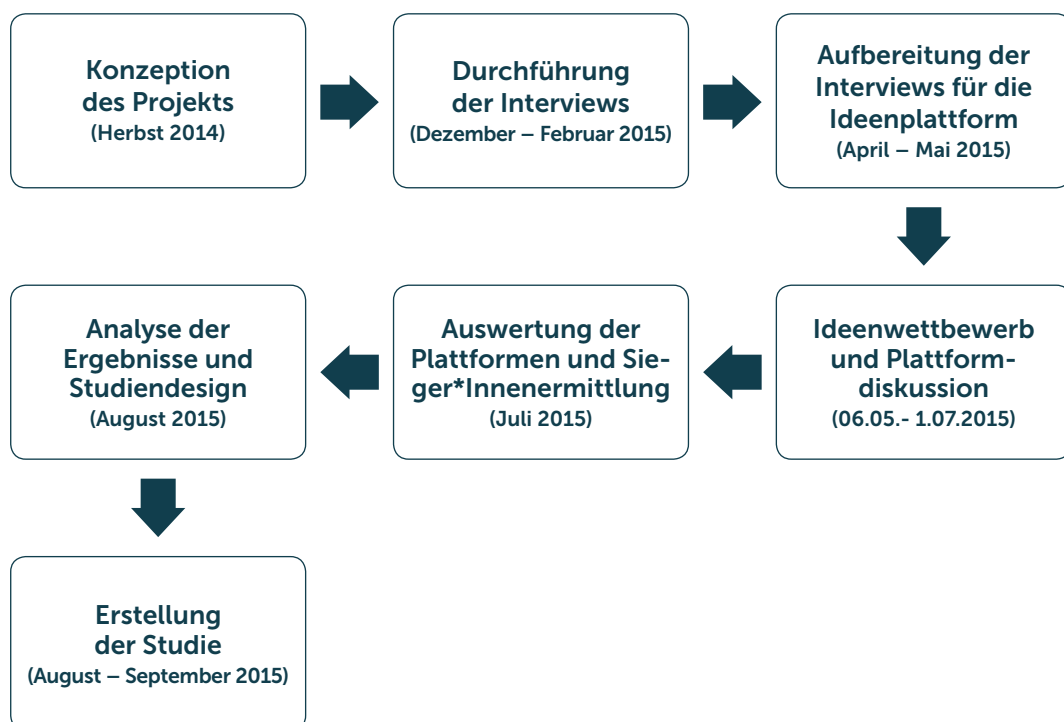 Konzeption
des Projekts
(Herbst 2014)
Durchführung
der Interviews
(Dezember – Februar 2015)
Aufbereitung der
Interviews für die
Ideenplattform
(April – Mai 2015)
Ideenwettbewerb
und Plattform-
diskussion
(06.05.- 1.07.2015)
Auswertung der
Plattformen und Sie-
ger*Innenermittlung
(Juli 2015)
Analyse der
Ergebnisse und
Studiendesign
(August 2015)
Erstellung
der Studie
(August – September 2015)